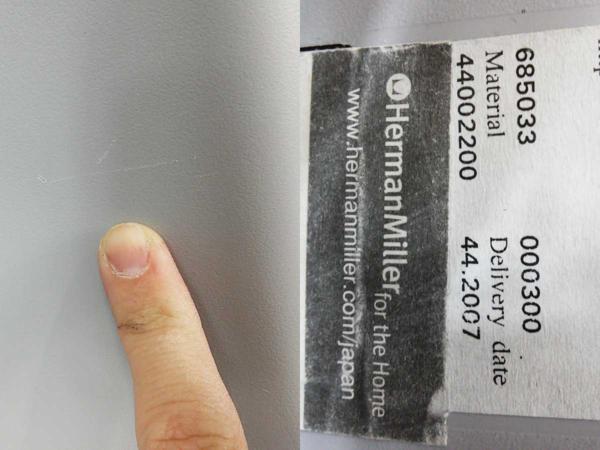 685033 000300
Material Delivery date
44002200 44.2007
HermanMiller for the Home
www.hermanmiller.com/japan